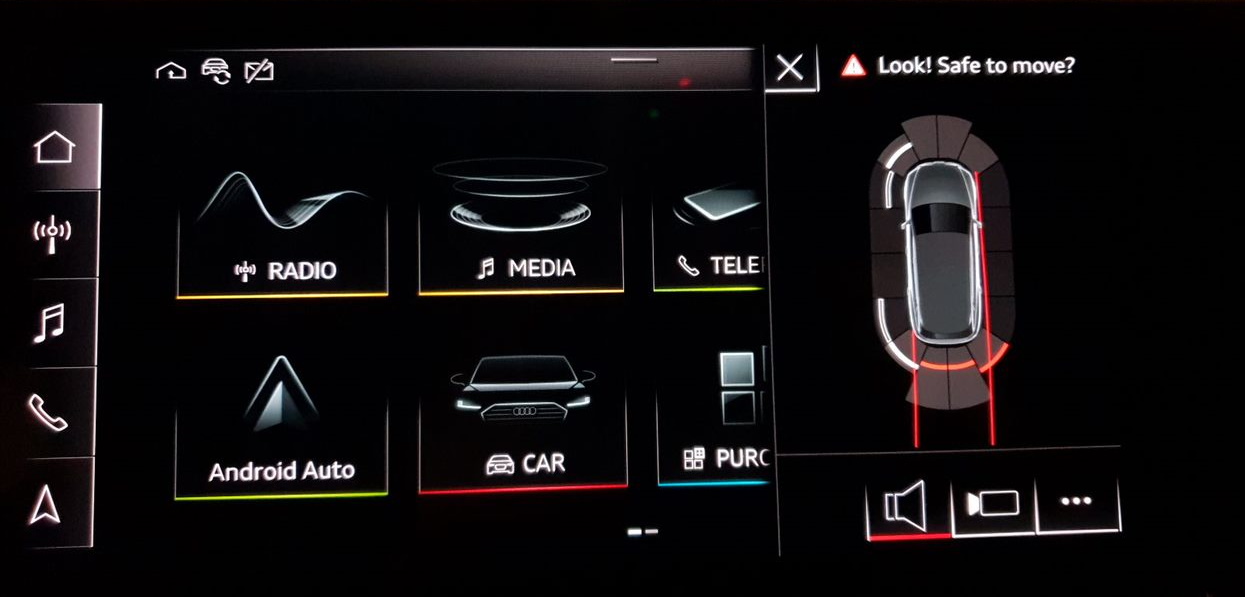 Look! Safe to move?
RADIO
MEDIA
TELE
Android Auto
CAR
PURC